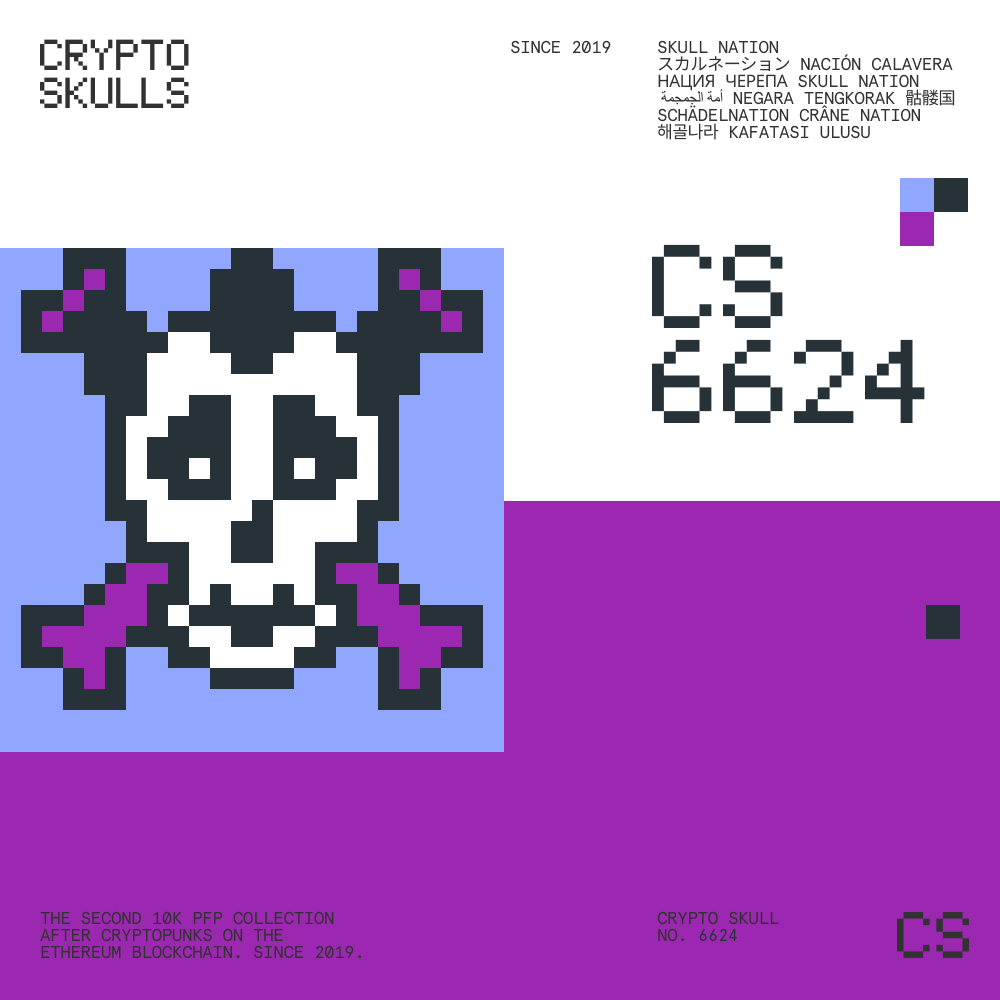 CRYPTO
SKULLS
SINCE 2019
SKULL NATION
スカルネーション NACIÓN CALAVERA
НАЦИЯ ЧЕРЕПА SKULL NATION
أمة الجمجمة NEGARA TENGKORAK 骷髅国
SCHÄDELNATION CRÂNE NATION
해골나라 KAFATASI ULUSU
CS
6624
THE SECOND 10K PFP COLLECTION
AFTER CRYPTOPUNKS ON THE
ETHEREUM BLOCKCHAIN. SINCE 2019.
CRYPTO SKULL
NO. 6624
CS